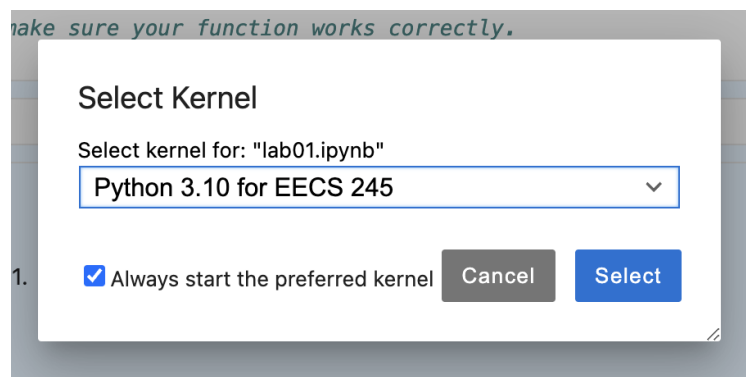 make sure your function works correctly.
Select Kernel
Select kernel for: "lab01.ipynb"
Python 3.10 for EECS 245
1.
Always start the preferred kernel
Cancel
Select